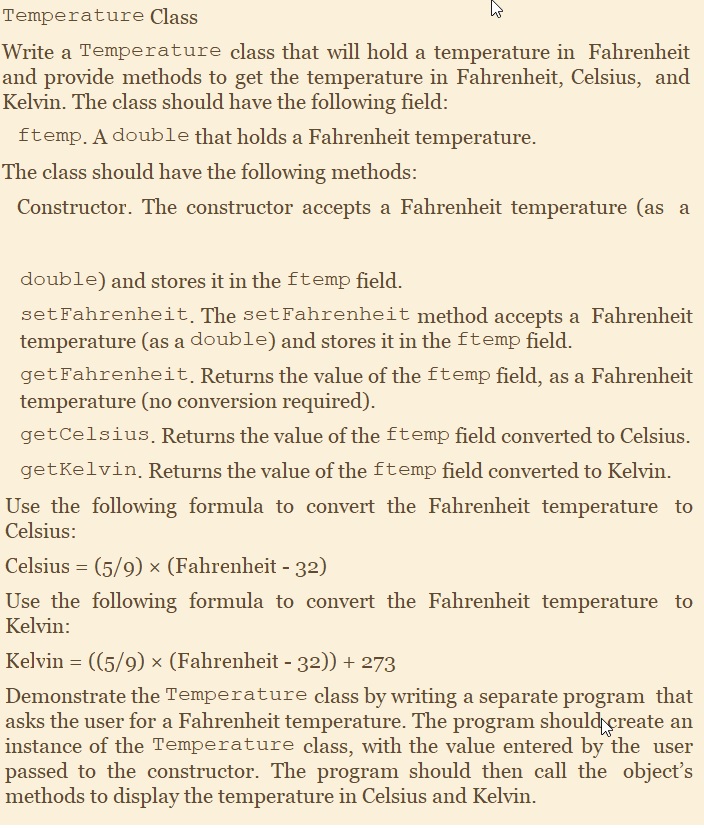 Temperature Class
Write a Temperature class that will hold a temperature in Fahrenheit
and provide methods to get the temperature in Fahrenheit, Celsius, and
Kelvin. The class should have the following field:
ftemp. A double that holds a Fahrenheit temperature.
The class should have the following methods:
Constructor. The constructor accepts a Fahrenheit temperature (as a
double) and stores it in the ftemp field.
setFahrenheit. The setFahrenheit method accepts a Fahrenheit
temperature (as a double) and stores it in the ftemp field.
getFahrenheit. Returns the value of the ftemp field, as a Fahrenheit
temperature (no conversion required).
getCelsius. Returns the value of the ftemp field converted to Celsius.
getKelvin. Returns the value of the ftemp field converted to Kelvin.
Use the following formula to convert the Fahrenheit temperature to
Celsius:
Celsius = (5/9) × (Fahrenheit - 32)
Use the following formula to convert the Fahrenheit temperature to
Kelvin:
Kelvin = ((5/9) × (Fahrenheit - 32)) + 273
Demonstrate the Temperature class by writing a separate program that
asks the user for a Fahrenheit temperature. The program should create an
instance of the Temperature class, with the value entered by the user
passed to the constructor. The program should then call the object’s
methods to display the temperature in Celsius and Kelvin.